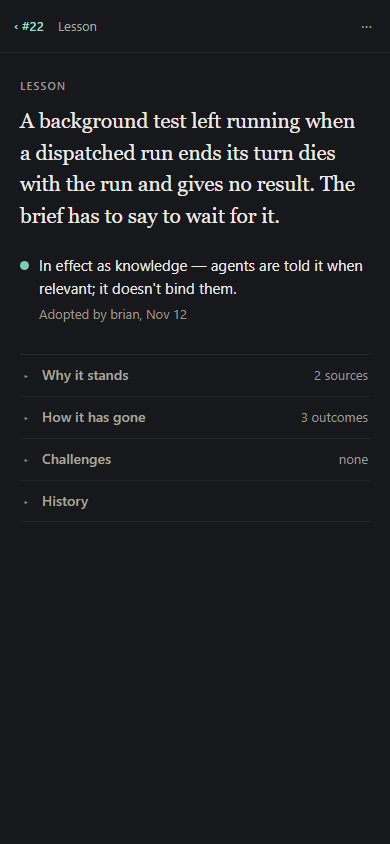 ‹ #22 Lesson ...
LESSON
A background test left running when
a dispatched run ends its turn dies
with the run and gives no result. The
brief has to say to wait for it.
In effect as knowledge — agents are told it when
relevant; it doesn't bind them.
Adopted by brian, Nov 12
▸ Why it stands 2 sources
▸ How it has gone 3 outcomes
▸ Challenges none
▸ History